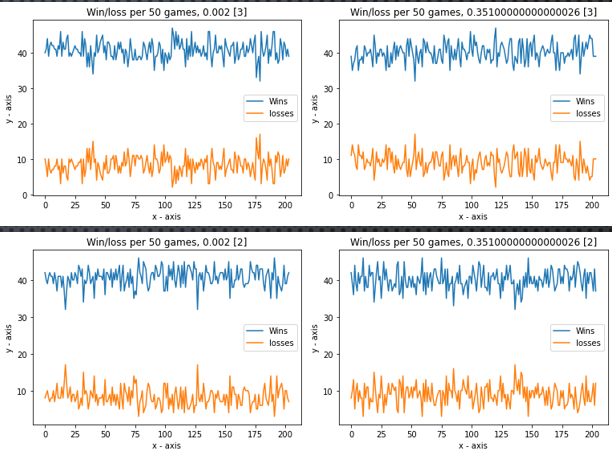 Win/loss per 50 games, 0.002 [3]
y - axis
40
30
20
10
0
Wins
losses
0 25 50 75 100 125 150 175 200
x - axis
Win/loss per 50 games, 0.35100000000000026 [3]
y - axis
40
30
20
10
0
Wins
losses
0 25 50 75 100 125 150 175 200
x - axis
Win/loss per 50 games, 0.002 [2]
y - axis
40
30
20
10
Wins
losses
0 25 50 75 100 125 150 175 200
x - axis
Win/loss per 50 games, 0.35100000000000026 [2]
y - axis
40
30
20
10
Wins
losses
0 25 50 75 100 125 150 175 200
x - axis